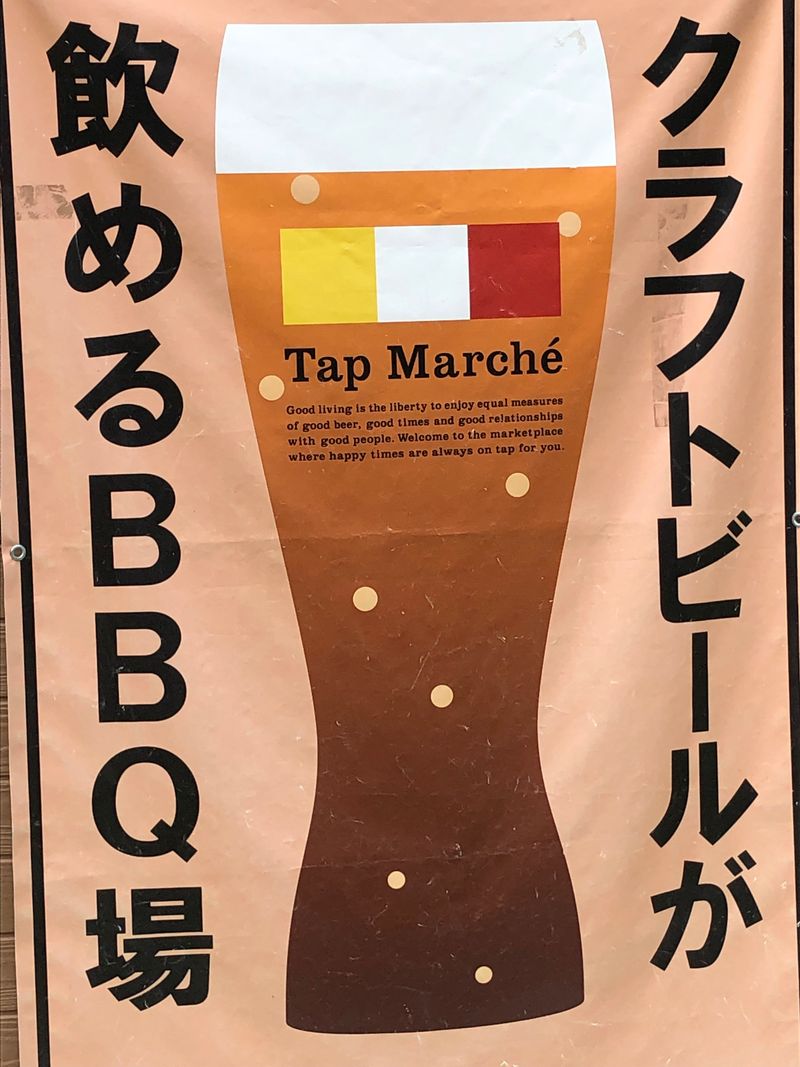 クラフトビールが
飲めるBBQ場
Tap Marché
Good living is the liberty to enjoy equal measures
of good beer, good times and good relationships
with good people. Welcome to the marketplace
where happy times are always on tap for you.